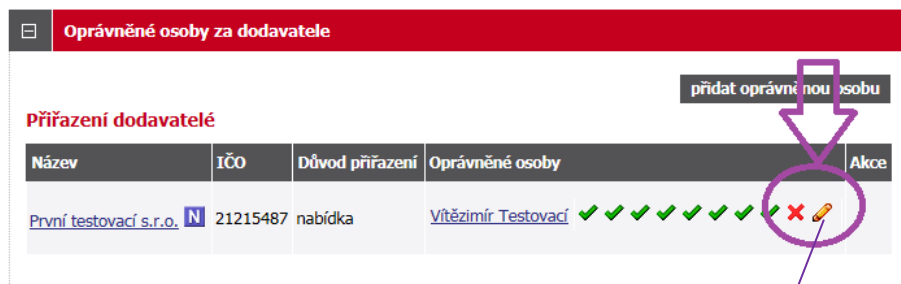 Oprávněné osoby za dodavatele
přidat oprávněnou osobu
Přiřazení dodavatelé
Název IČO Důvod přiřazení Oprávněné osoby Akce
První testovací s.r.o. N 21215487 nabídka Vítězimír Testovací